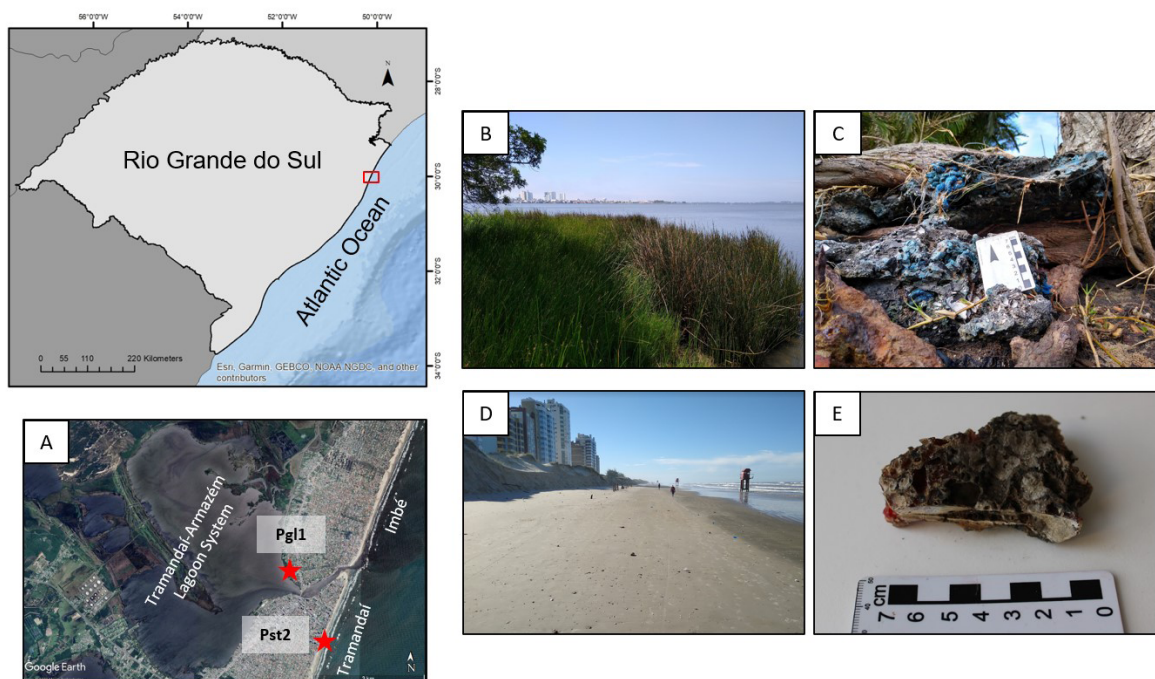 56°0'0"W 54°0'0"W 52°0'0"W 50°0'0"W
28°0'0"S
30°0'0"S
32°0'0"S
34°0'0"S
N
Rio Grande do Sul
Atlantic Ocean
0 55 110 220 Kilometers
Esri, Garmin, GEBCO, NOAA NGDC, and other
contributors
A
Tramandaí-Armazém
Lagoon System
Pgl1
Pst2
Imbé
Tramandaí
Google Earth
N
B
C
D
E
cm
7 6 5 4 3 2 1 0